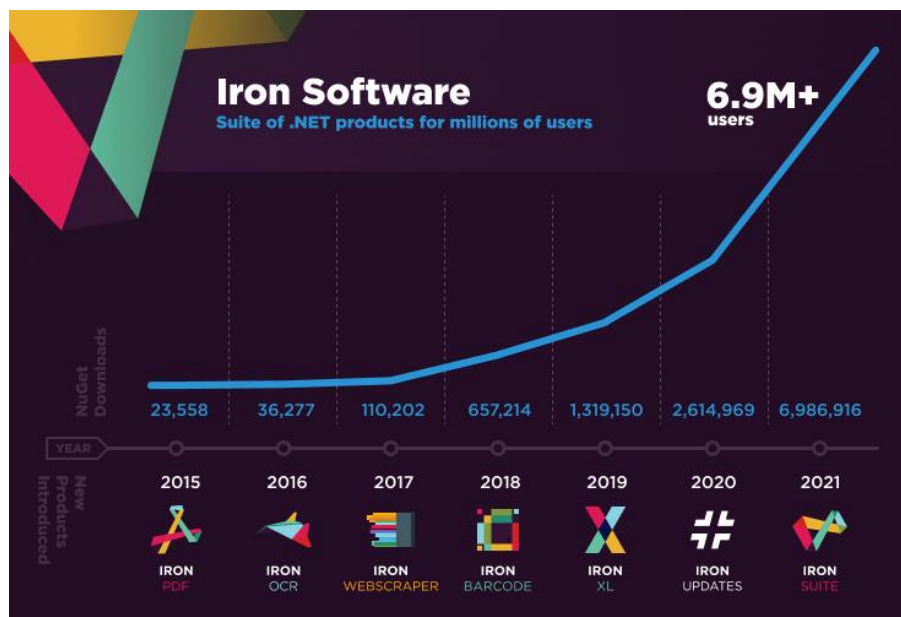 Iron Software
Suite of .NET products for millions of users
6.9M+
users
NuGet
Downloads
23,558
36,277
110,202
657,214
1,319,150
2,614,969
6,986,916
YEAR
2015
2016
2017
2018
2019
2020
2021
New
Products
Introduced
IRON
PDF
IRON
OCR
IRON
WEBSCRAPER
IRON
BARCODE
IRON
XL
IRON
UPDATES
IRON
SUITE